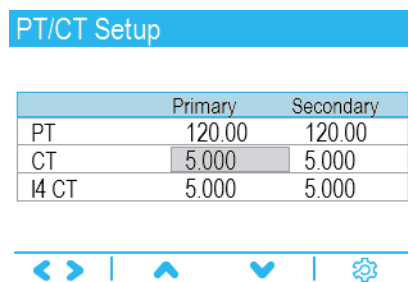 PT/CT Setup
Primary Secondary
PT 120.00 120.00
CT 5.000 5.000
I4 CT 5.000 5.000